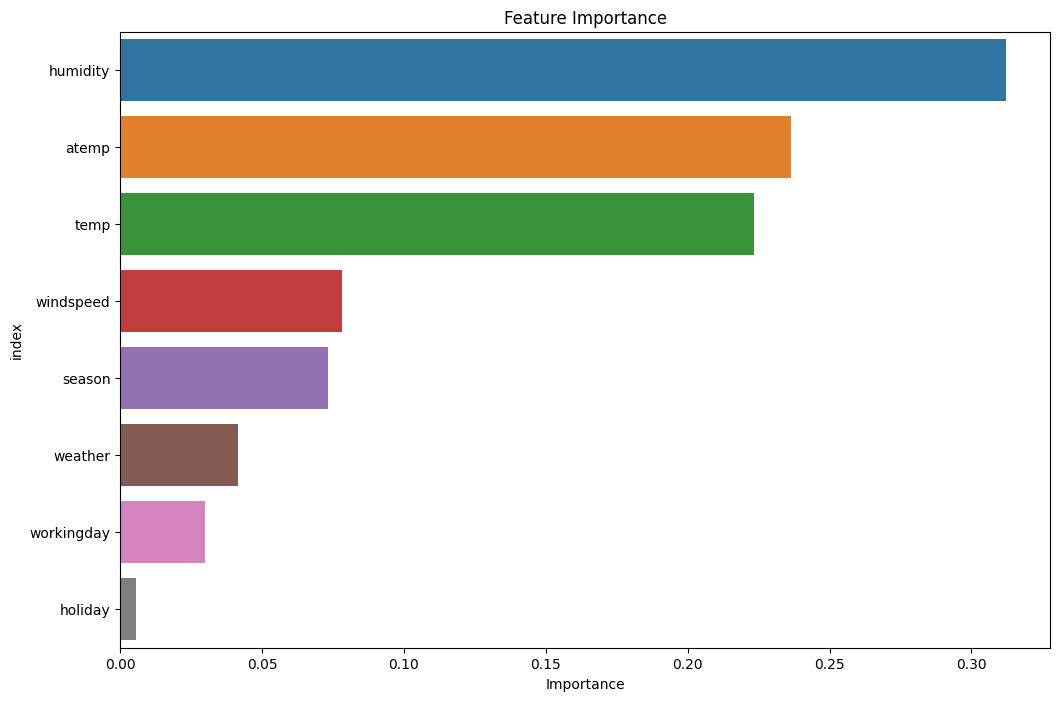 Feature Importance
humidity
atemp
temp
windspeed
index
season
weather
workingday
holiday
0.00 0.05 0.10 0.15 0.20 0.25 0.30
Importance